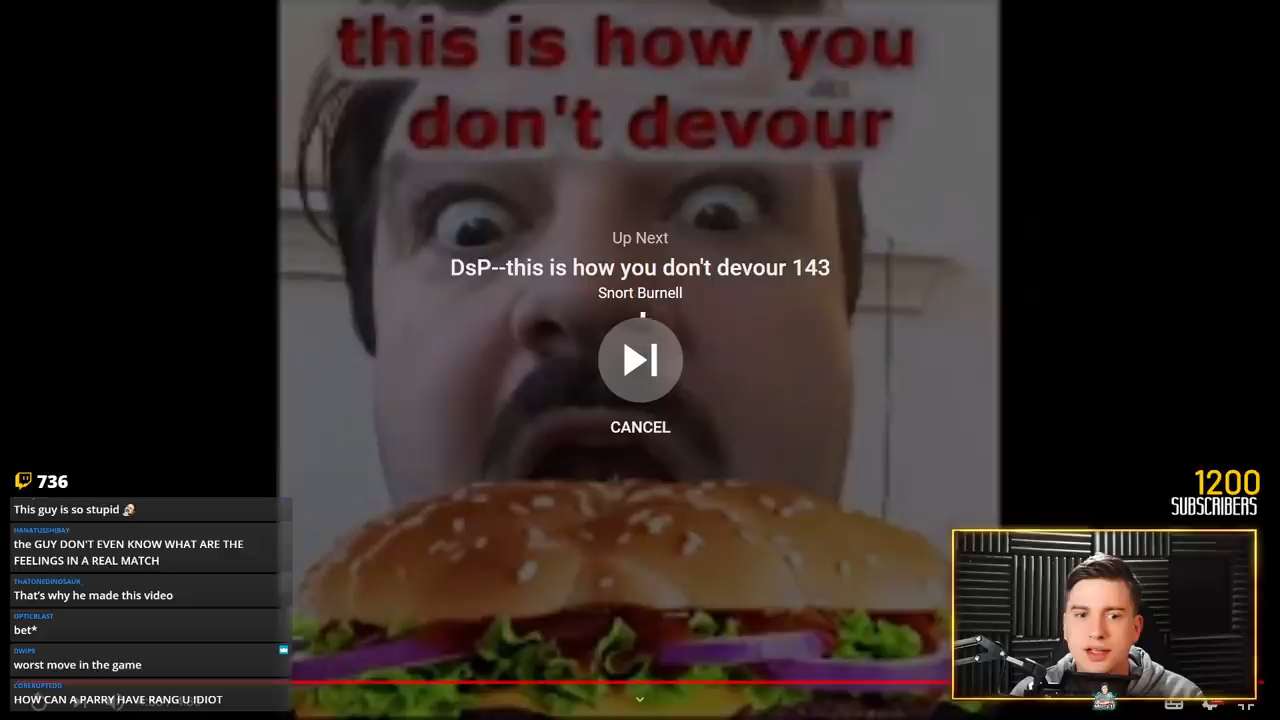 this is how you
don't devour
Up Next
DsP--this is how you don't devour 143
Snort Burnell
CANCEL
736
This guy is so stupid
HANATUSSHIBAY
the GUY DON'T EVEN KNOW WHAT ARE THE
FEELINGS IN A REAL MATCH
THATONEDINOSAUR_
That's why he made this video
OPTICBLAST
bet*
DWIPR
worst move in the game
COREKUPTEDD
HOW CAN A PARRY HAVE RANG U IDIOT
1200
SUBSCRIBERS